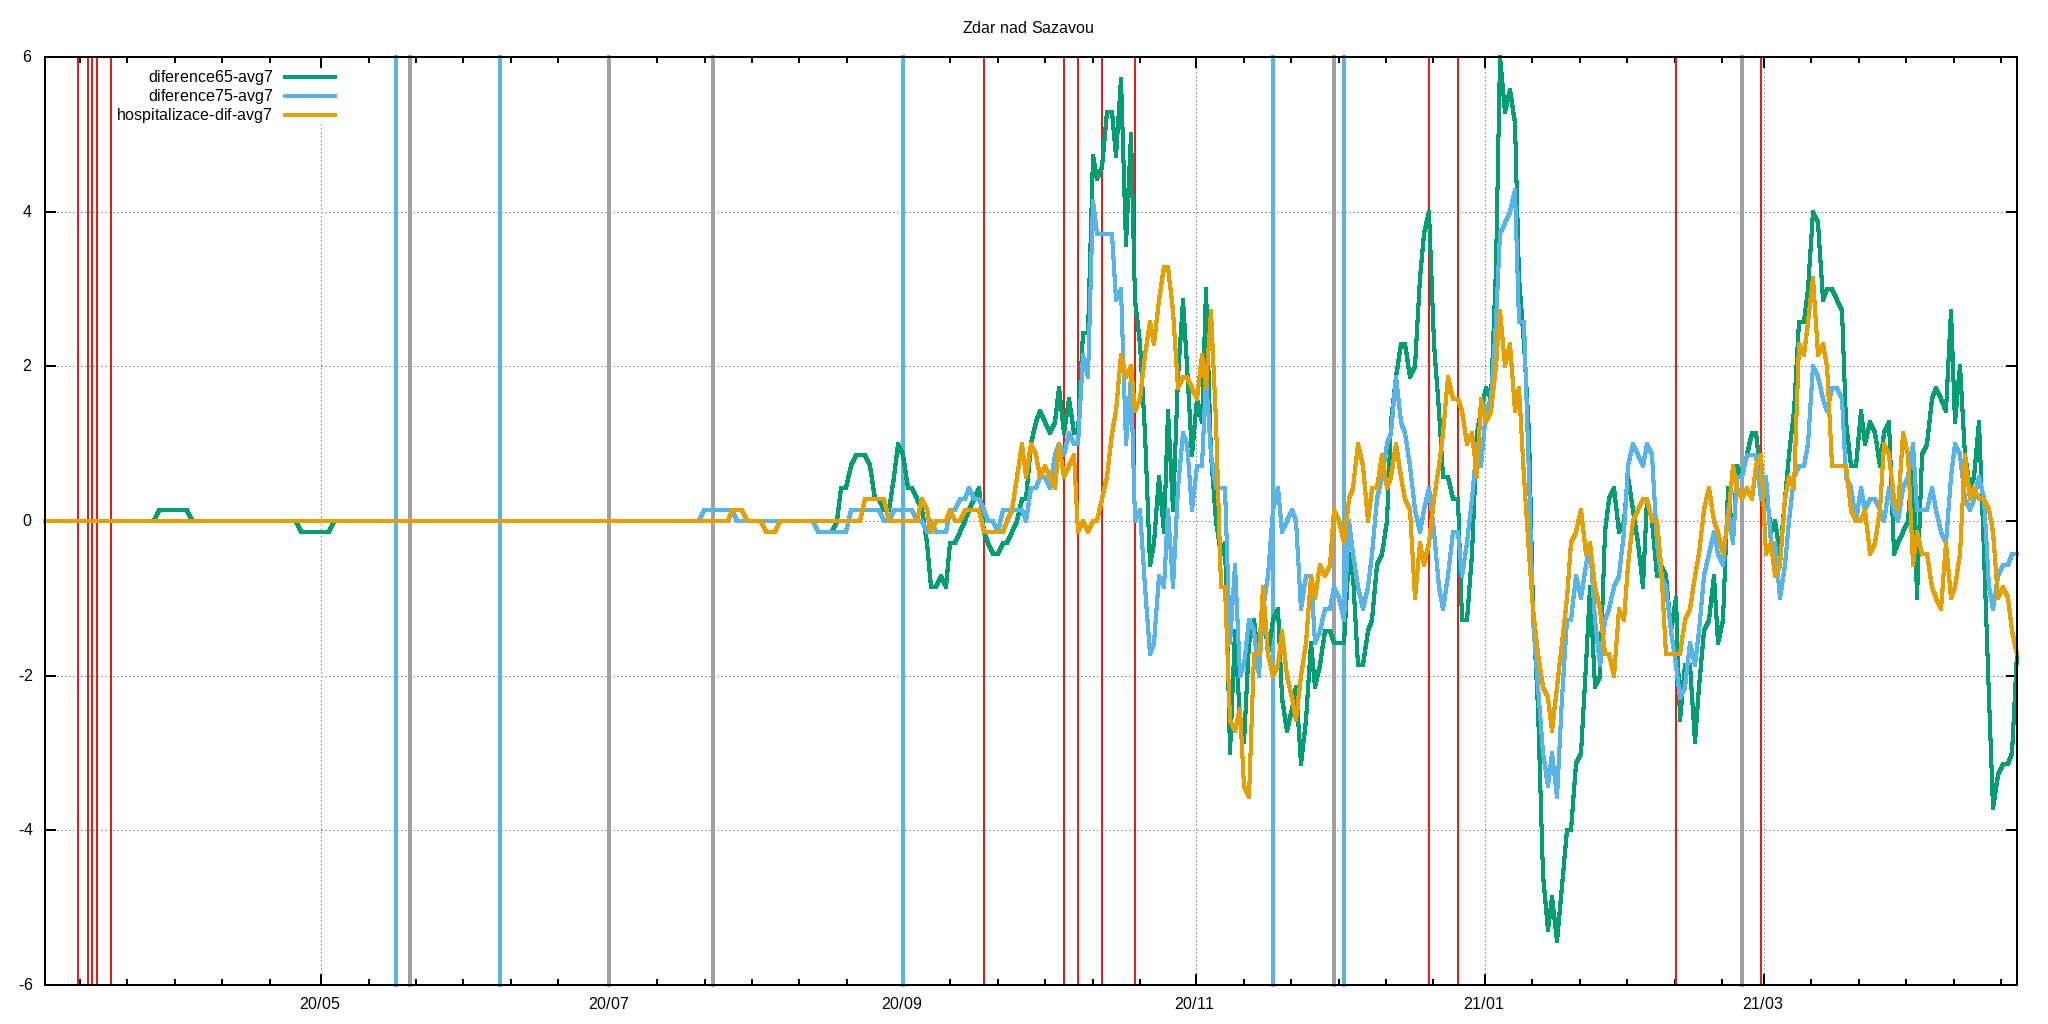 Zdar nad Sazavou
diference65-avg7
diference75-avg7
hospitalizace-dif-avg7
6
4
2
0
-2
-4
-6
20/05 20/07 20/09 20/11 21/01 21/03